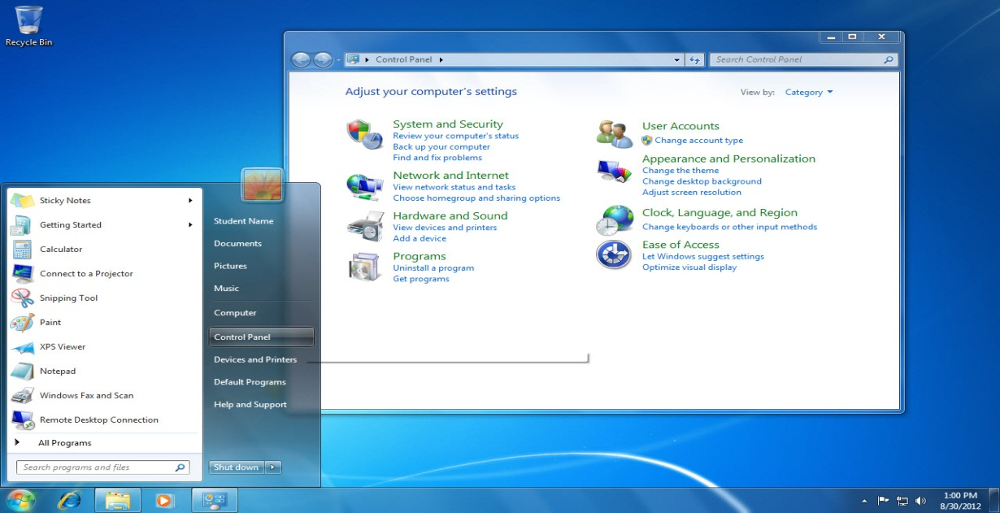 Recycle Bin
Control Panel
Search Control Panel
Adjust your computer's settings
View by: Category
System and Security
Review your computer's status
Back up your computer
Find and fix problems
Network and Internet
View network status and tasks
Choose homegroup and sharing options
Hardware and Sound
View devices and printers
Add a device
Programs
Uninstall a program
Get programs
User Accounts
Change account type
Appearance and Personalization
Change the theme
Change desktop background
Adjust screen resolution
Clock, Language, and Region
Change keyboards or other input methods
Ease of Access
Let Windows suggest settings
Optimize visual display
Sticky Notes
Getting Started
Calculator
Connect to a Projector
Snipping Tool
Paint
XPS Viewer
Notepad
Windows Fax and Scan
Remote Desktop Connection
All Programs
Search programs and files
Student Name
Documents
Pictures
Music
Computer
Control Panel
Devices and Printers
Default Programs
Help and Support
Shut down
1:00 PM
8/30/2012